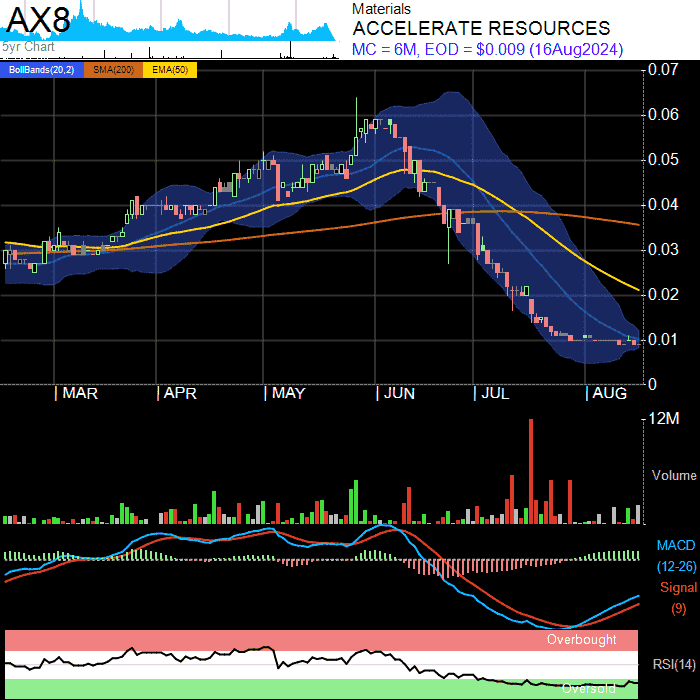 AX8
5yr Chart
Materials
ACCELERATE RESOURCES
MC = 6M, EOD = $0.009 (16Aug2024)
BollBands(20,2) SMA(200) EMA(50)
0.07
0.06
0.05
0.04
0.03
0.02
0.01
0
MAR APR MAY JUN JUL AUG
12M
Volume
MACD
(12-26)
Signal
(9)
Overbought
RSI(14)
Oversold